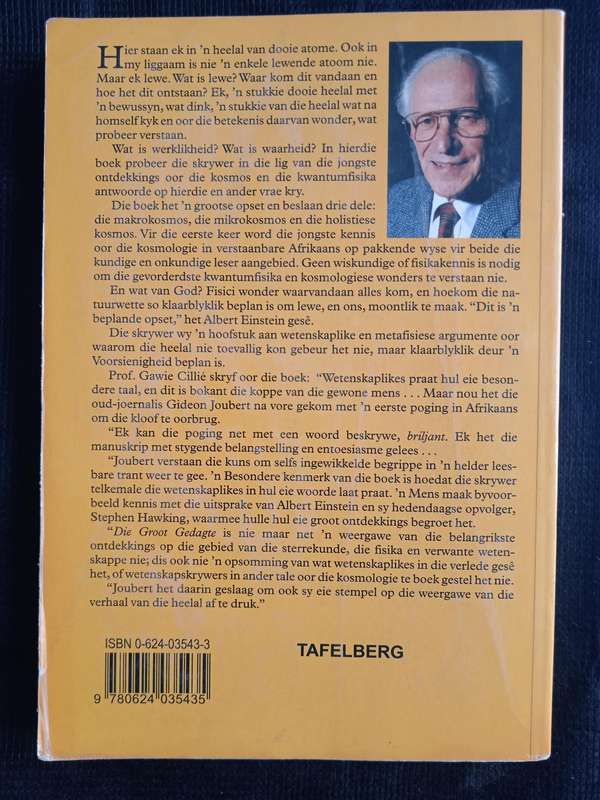 Hier staan ek in 'n heelal van dooie atome. Ook in
my liggaam is nie 'n enkele lewende atoom nie.
Maar ek lewe. Wat is lewe? Waar kom dit vandaan en
hoe het dit ontstaan? Ek, 'n stukkie dooie heelal met
'n bewussyn, wat dink, 'n stukkie van die heelal wat na
homself kyk en oor die betekenis daarvan wonder, wat
probeer verstaan.
Wat is werklikheid? Wat is waarheid? In hierdie
boek probeer die skrywer in die lig van die jongste
ontdekkings oor die kosmos en die kwantumfisika
antwoorde op hierdie en ander vrae kry.
Die boek het 'n grootse opset en beslaan drie dele:
die makrokosmos, die mikrokosmos en die holistiese
kosmos. Vir die eerste keer word die jongste kennis
oor die kosmologie in verstaanbare Afrikaans op pakkende wyse vir beide die
kundige en onkundige leser aangebied. Geen wiskundige of fisikakennis is nodig
om die gevorderdste kwantumfisika en kosmologiese wonders te verstaan nie.
En wat van God? Fisici wonder waarvandaan alles kom, en hoekom die na-
tuurwette so klaarblyklik beplan is om lewe, en ons, moontlik te maak. "Dit is 'n
beplande opset," het Albert Einstein gesê.
Die skrywer wy 'n hoofstuk aan wetenskaplike en metafisiese argumente oor
waarom die heelal nie toevallig kon gebeur het nie, maar klaarblyklik deur 'n
Voorsienigheid beplan is.
Prof. Gawie Cillié skryf oor die boek: "Wetenskaplikes praat hul eie beson-
dere taal, en dit is bokant die koppe van die gewone mens . . . Maar nou het die
oud-joernalis Gideon Joubert na vore gekom met 'n eerste poging in Afrikaans
om die kloof te oorbrug.
"Ek kan die poging net met een woord beskrywe, briljant. Ek het die
manuskrip met stygende belangstelling en entoesiasme gelees . . .
"Joubert verstaan die kuns om selfs ingewikkelde begrippe in 'n helder lees-
bare trant weer te gee. 'n Besondere kenmerk van die boek is hoedat die skrywer
telkemale die wetenskaplikes in hul eie woorde laat praat. 'n Mens maak byvoor-
beeld kennis met die uitsprake van Albert Einstein en sy hedendaagse opvolger,
Stephen Hawking, waarmee hulle hul eie groot ontdekkings begroet het.
"Die Groot Gedagte is nie maar net 'n weergawe van die belangrikste
ontdekkings op die gebied van die sterrekunde, die fisika en verwante weten-
skappe nie; dis ook nie 'n opsomming van wat wetenskaplikes in die verlede gesê
het, of wetenskapskrywers in ander tale oor die kosmologie te boek gestel het nie.
"Joubert het daarin geslaag om ook sy eie stempel op die weergawe van die
verhaal van die heelal af te druk."
ISBN 0-624-03543-3
TAFELBERG
9 780624 035435